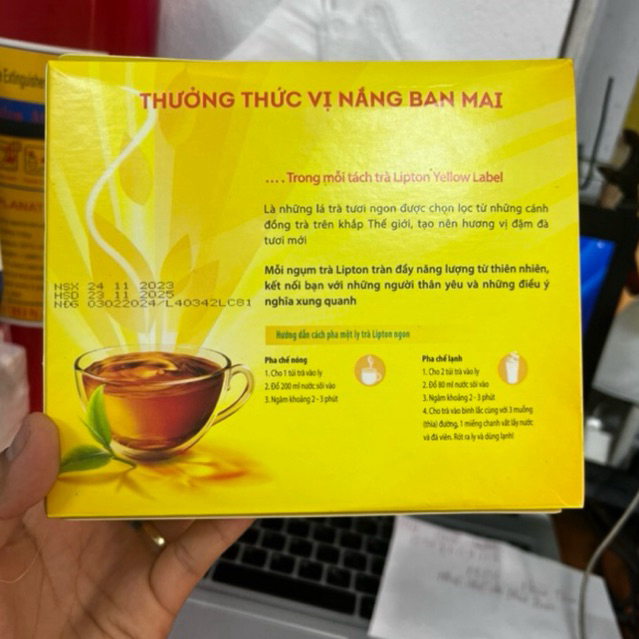 Extinguisher
THƯỞNG THỨC VỊ NẮNG BAN MAI
....Trong mỗi tách trà Lipton Yellow Label
Là những lá trà tươi ngon được chọn lọc từ những cánh
đồng trà trên khắp Thế giới, tạo nên hương vị đậm đà
tươi mới
Mỗi ngụm trà Lipton tràn đầy năng lượng từ thiên nhiên,
kết nối bạn với những người thân yêu và những điều ý
nghĩa xung quanh
NSX 24 11 2023
HSD 23 11 2025
NĐG 03022024/L40342LC81
Hướng dẫn cách pha một ly trà Lipton ngon
Pha chế nóng
1. Cho 1 túi trà vào ly
2. Đổ 200 ml nước sôi vào
3. Ngâm khoảng 2 - 3 phút
Pha chế lạnh
1. Cho 2 túi trà vào ly
2. Đổ 80 ml nước sôi vào
3. Ngâm khoảng 2 - 3 phút
4. Cho trà vào bình lắc cùng với 3 muỗng
(thìa) đường, 1 miếng chanh vắt lấy nước
và đá viên. Rót ra ly và dùng lạnh!